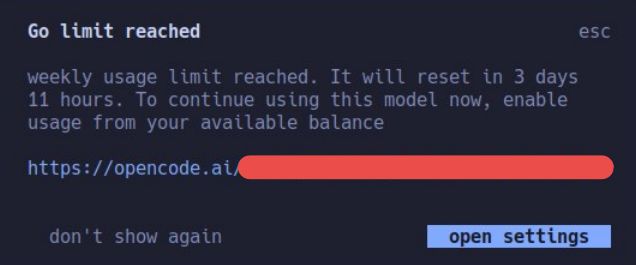 Go limit reached
esc
weekly usage limit reached. It will reset in 3 days
11 hours. To continue using this model now, enable
usage from your available balance
https://opencode.ai/
don't show again
open settings